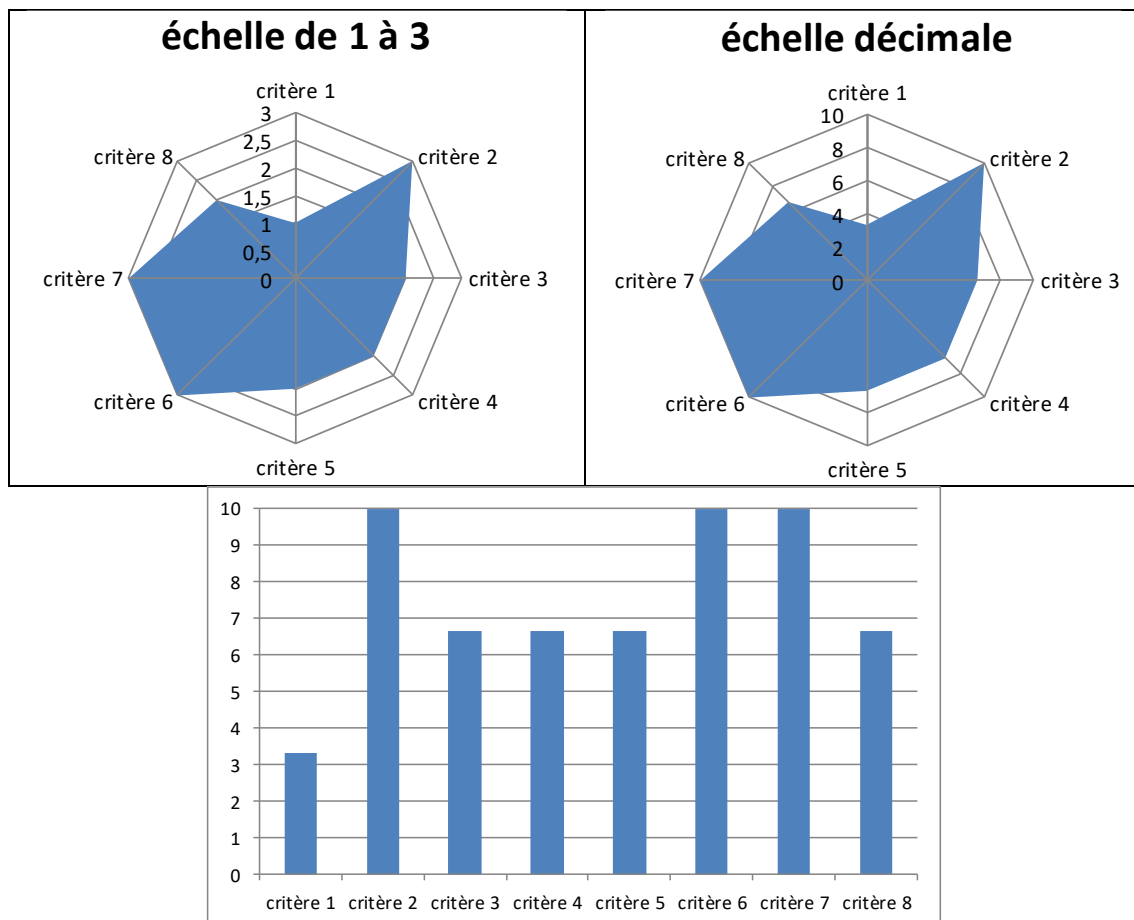 échelle de 1 à 3
critère 1
3
critère 2
2,5
critère 8
2
1,5
1
0,5
critère 7
0
critère 3
critère 6
critère 4
critère 5
échelle décimale
critère 1
10
critère 2
8
critère 8
6
4
2
critère 7
0
critère 3
critère 6
critère 4
critère 5
10
9
8
7
6
5
4
3
2
1
0
critère 1 critère 2 critère 3 critère 4 critère 5 critère 6 critère 7 critère 8